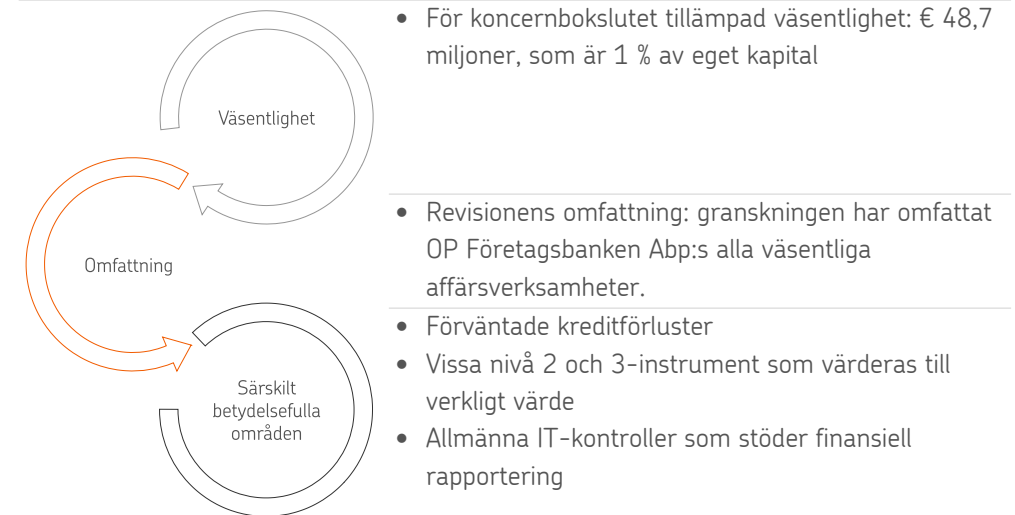 Väsentlighet
• För koncernbokslutet tillämpad väsentlighet: € 48,7
miljoner, som är 1 % av eget kapital
Omfattning
• Revisionens omfattning: granskningen har omfattat
OP Företagsbanken Abp:s alla väsentliga
affärsverksamheter.
Särskilt
betydelsefulla
områden
• Förväntade kreditförluster
• Vissa nivå 2 och 3-instrument som värderas till
verkligt värde
• Allmänna IT-kontroller som stöder finansiell
rapportering